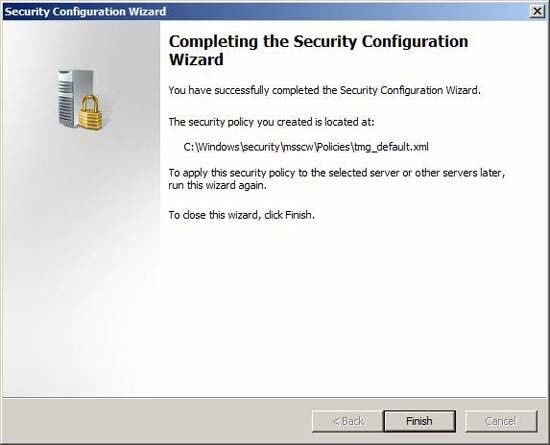 Security Configuration Wizard
Completing the Security Configuration
Wizard
You have successfully completed the Security Configuration Wizard.
The security policy you created is located at:
C:\Windows\security\msscw\Policies\tmg_default.xml
To apply this security policy to the selected server or other servers later,
run this wizard again.
To close this wizard, click Finish.
< Back
Finish
Cancel